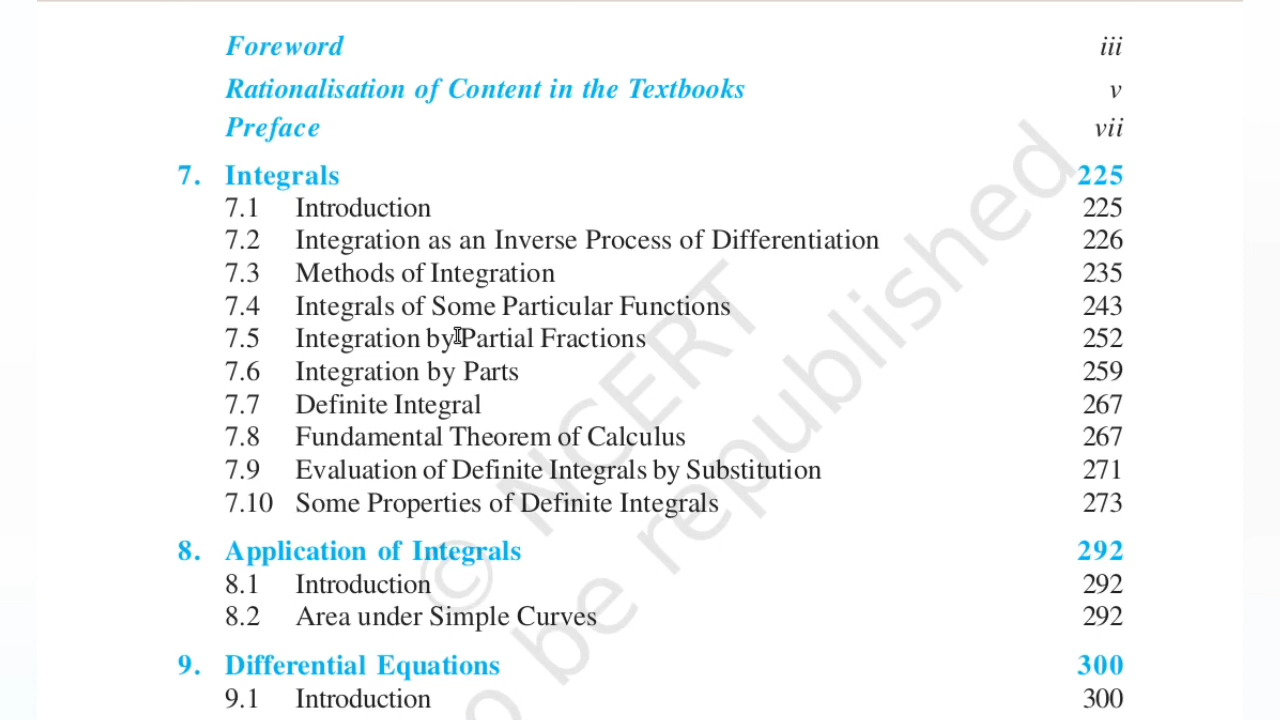 Foreword iii
Rationalisation of Content in the Textbooks v
Preface vii
7. Integrals 225
7.1 Introduction 225
7.2 Integration as an Inverse Process of Differentiation 226
7.3 Methods of Integration 235
7.4 Integrals of Some Particular Functions 243
7.5 Integration by Partial Fractions 252
7.6 Integration by Parts 259
7.7 Definite Integral 267
7.8 Fundamental Theorem of Calculus 267
7.9 Evaluation of Definite Integrals by Substitution 271
7.10 Some Properties of Definite Integrals 273
8. Application of Integrals 292
8.1 Introduction 292
8.2 Area under Simple Curves 292
9. Differential Equations 300
9.1 Introduction 300
© NCERT
be republished